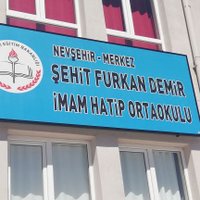 NEVŞEHİR - MERKEZ
ŞEHİT FURKAN DEMİR
İMAM HATİP ORTAOKULU